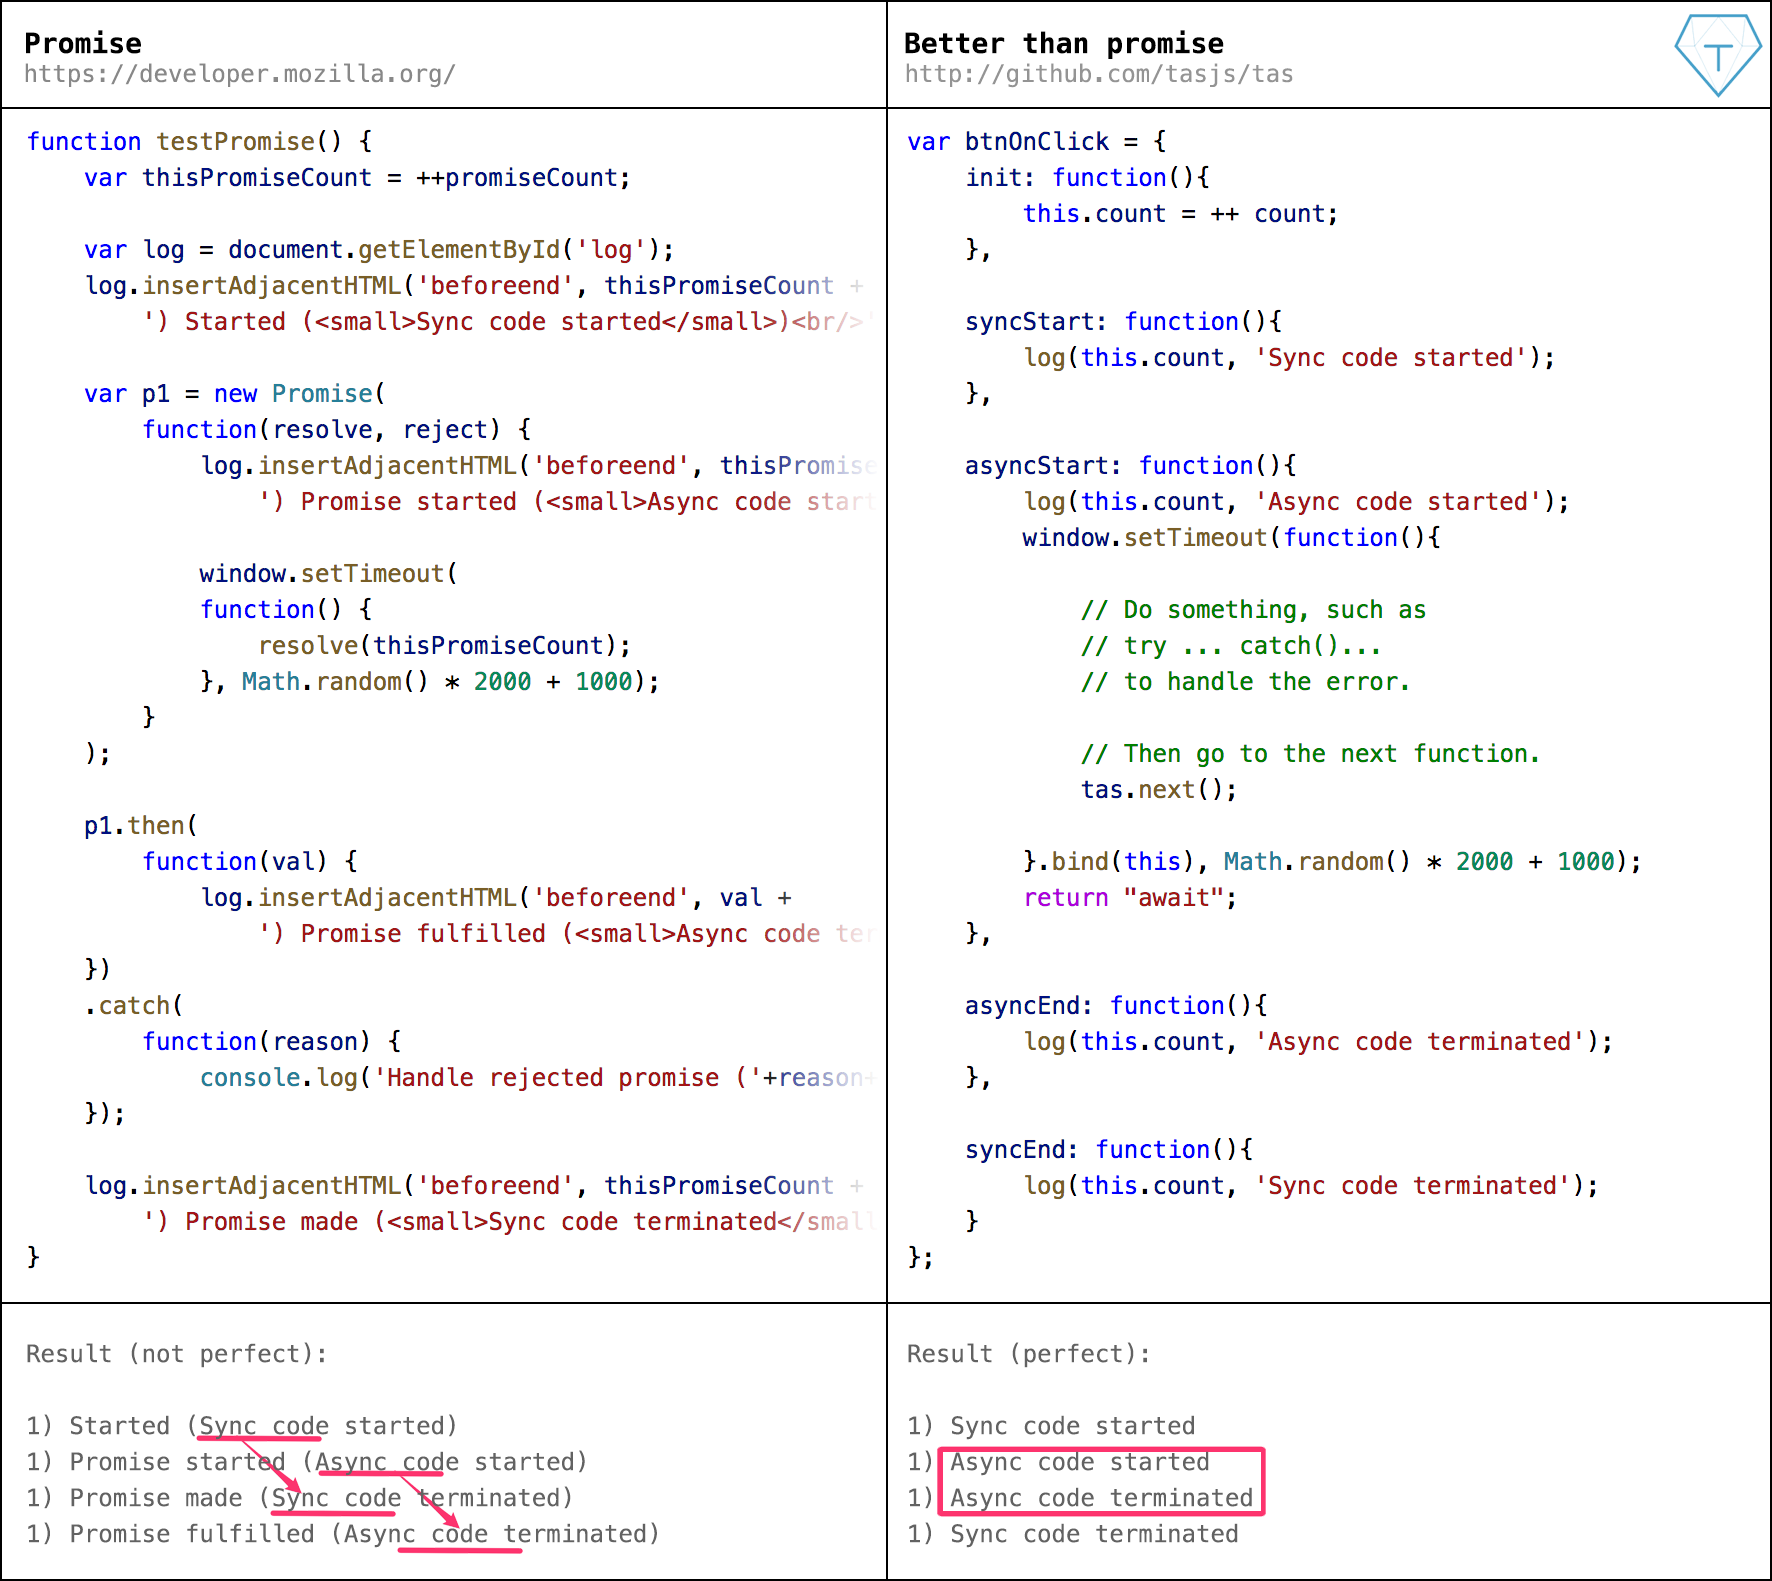 Promise
https://developer.mozilla.org/
function testPromise() {
    var thisPromiseCount = ++promiseCount;
    var log = document.getElementById('log');
    log.insertAdjacentHTML('beforeend', thisPromiseCount +
        ') Started (<small>Sync code started</small>)<br/>'
    var p1 = new Promise(
        function(resolve, reject) {
            log.insertAdjacentHTML('beforeend', thisPromise
                ') Promise started (<small>Async code start
            window.setTimeout(
            function() {
                resolve(thisPromiseCount);
            }, Math.random() * 2000 + 1000);
        }
    );
    p1.then(
        function(val) {
            log.insertAdjacentHTML('beforeend', val +
                ') Promise fulfilled (<small>Async code ter
    })
    .catch(
        function(reason) {
            console.log('Handle rejected promise ('+reason+
    });
    log.insertAdjacentHTML('beforeend', thisPromiseCount +
        ') Promise made (<small>Sync code terminated</small
}
Result (not perfect):
1) Started (Sync code started)
1) Promise started (Async code started)
1) Promise made (Sync code terminated)
1) Promise fulfilled (Async code terminated)
Better than promise
http://github.com/tasjs/tas
T
var btnOnClick = {
    init: function(){
        this.count = ++ count;
    },
    syncStart: function(){
        log(this.count, 'Sync code started');
    },
    asyncStart: function(){
        log(this.count, 'Async code started');
        window.setTimeout(function(){
            // Do something, such as
            // try ... catch()...
            // to handle the error.
            // Then go to the next function.
            tas.next();
        }.bind(this), Math.random() * 2000 + 1000);
        return "await";
    },
    asyncEnd: function(){
        log(this.count, 'Async code terminated');
    },
    syncEnd: function(){
        log(this.count, 'Sync code terminated');
    }
};
Result (perfect):
1) Sync code started
1) Async code started
1) Async code terminated
1) Sync code terminated